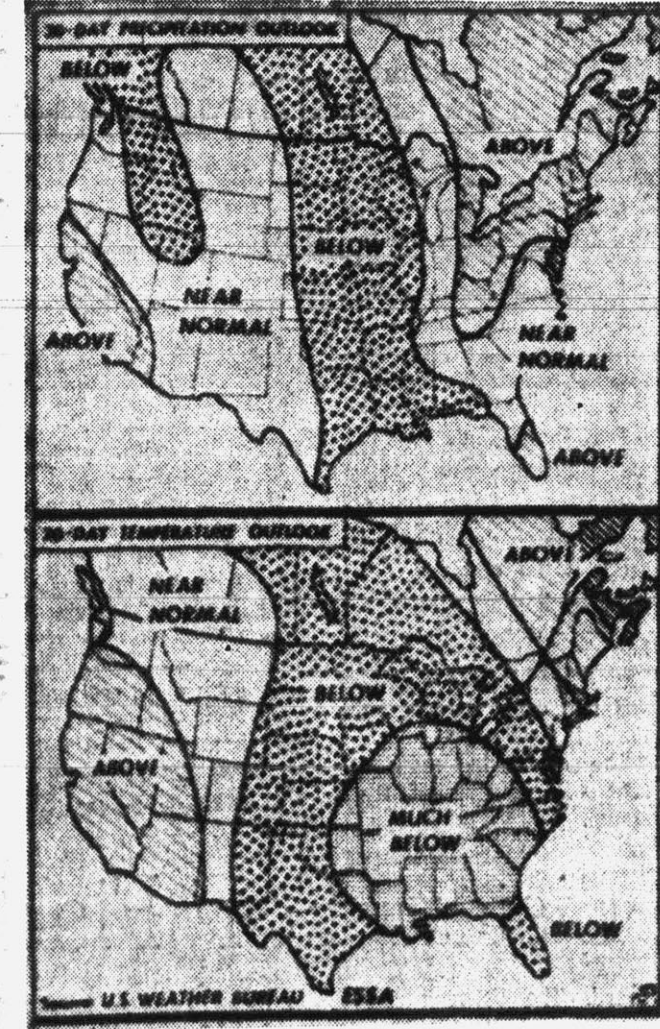 30-DAY PRECIPITATION OUTLOOK
BELOW
ABOVE
BELOW
NEAR
NORMAL
ABOVE
NEAR
NORMAL
ABOVE
30-DAY TEMPERATURE OUTLOOK
ABOVE
NEAR
NORMAL
BELOW
ABOVE
MUCH
BELOW
BELOW
U.S. WEATHER BUREAU ESSA